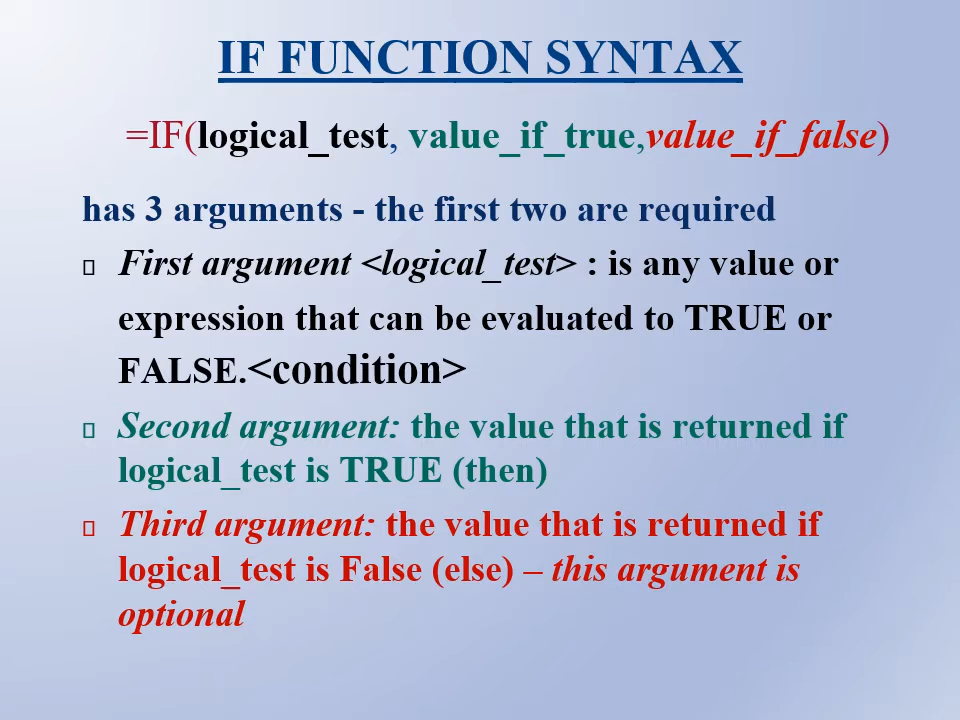 IF FUNCTION SYNTAX
=IF(logical_test, value_if_true,value_if_false)
has 3 arguments - the first two are required
First argument <logical_test> : is any value or
expression that can be evaluated to TRUE or
FALSE.<condition>
Second argument: the value that is returned if
logical_test is TRUE (then)
Third argument: the value that is returned if
logical_test is False (else) – this argument is
optional